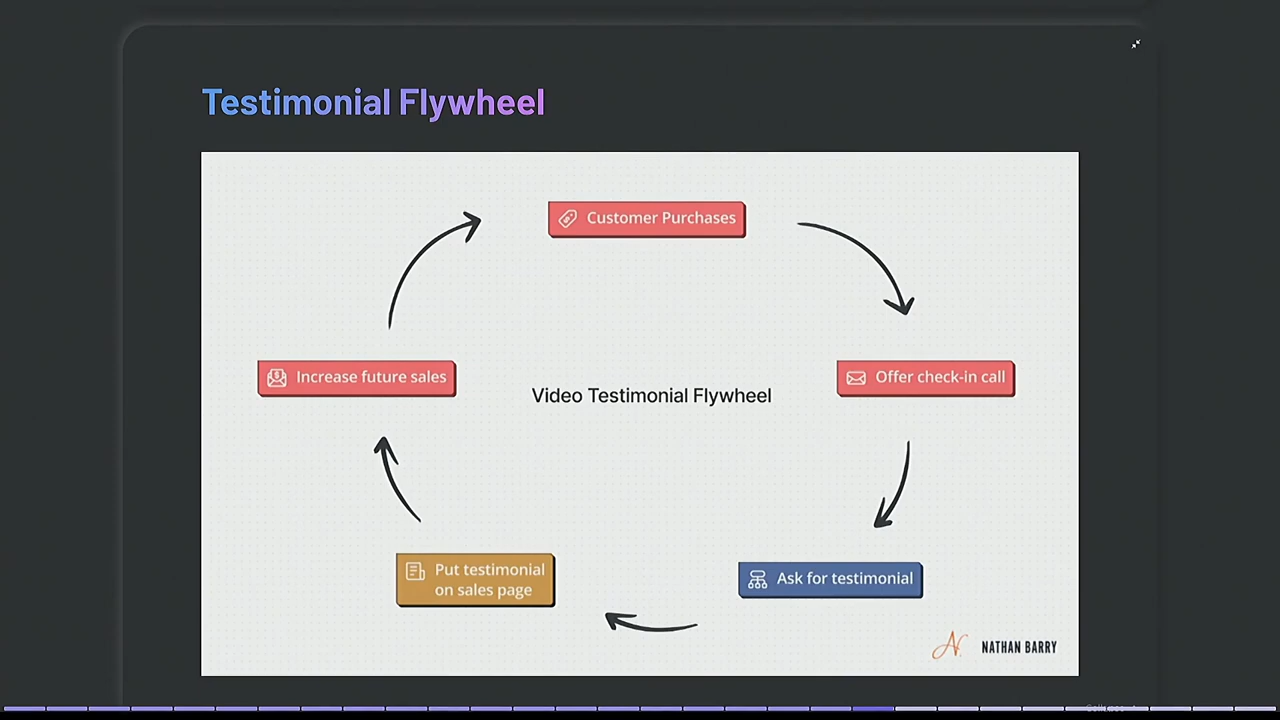 Testimonial Flywheel
Customer Purchases
Increase future sales
Offer check-in call
Video Testimonial Flywheel
Put testimonial
on sales page
Ask for testimonial
NATHAN BARRY